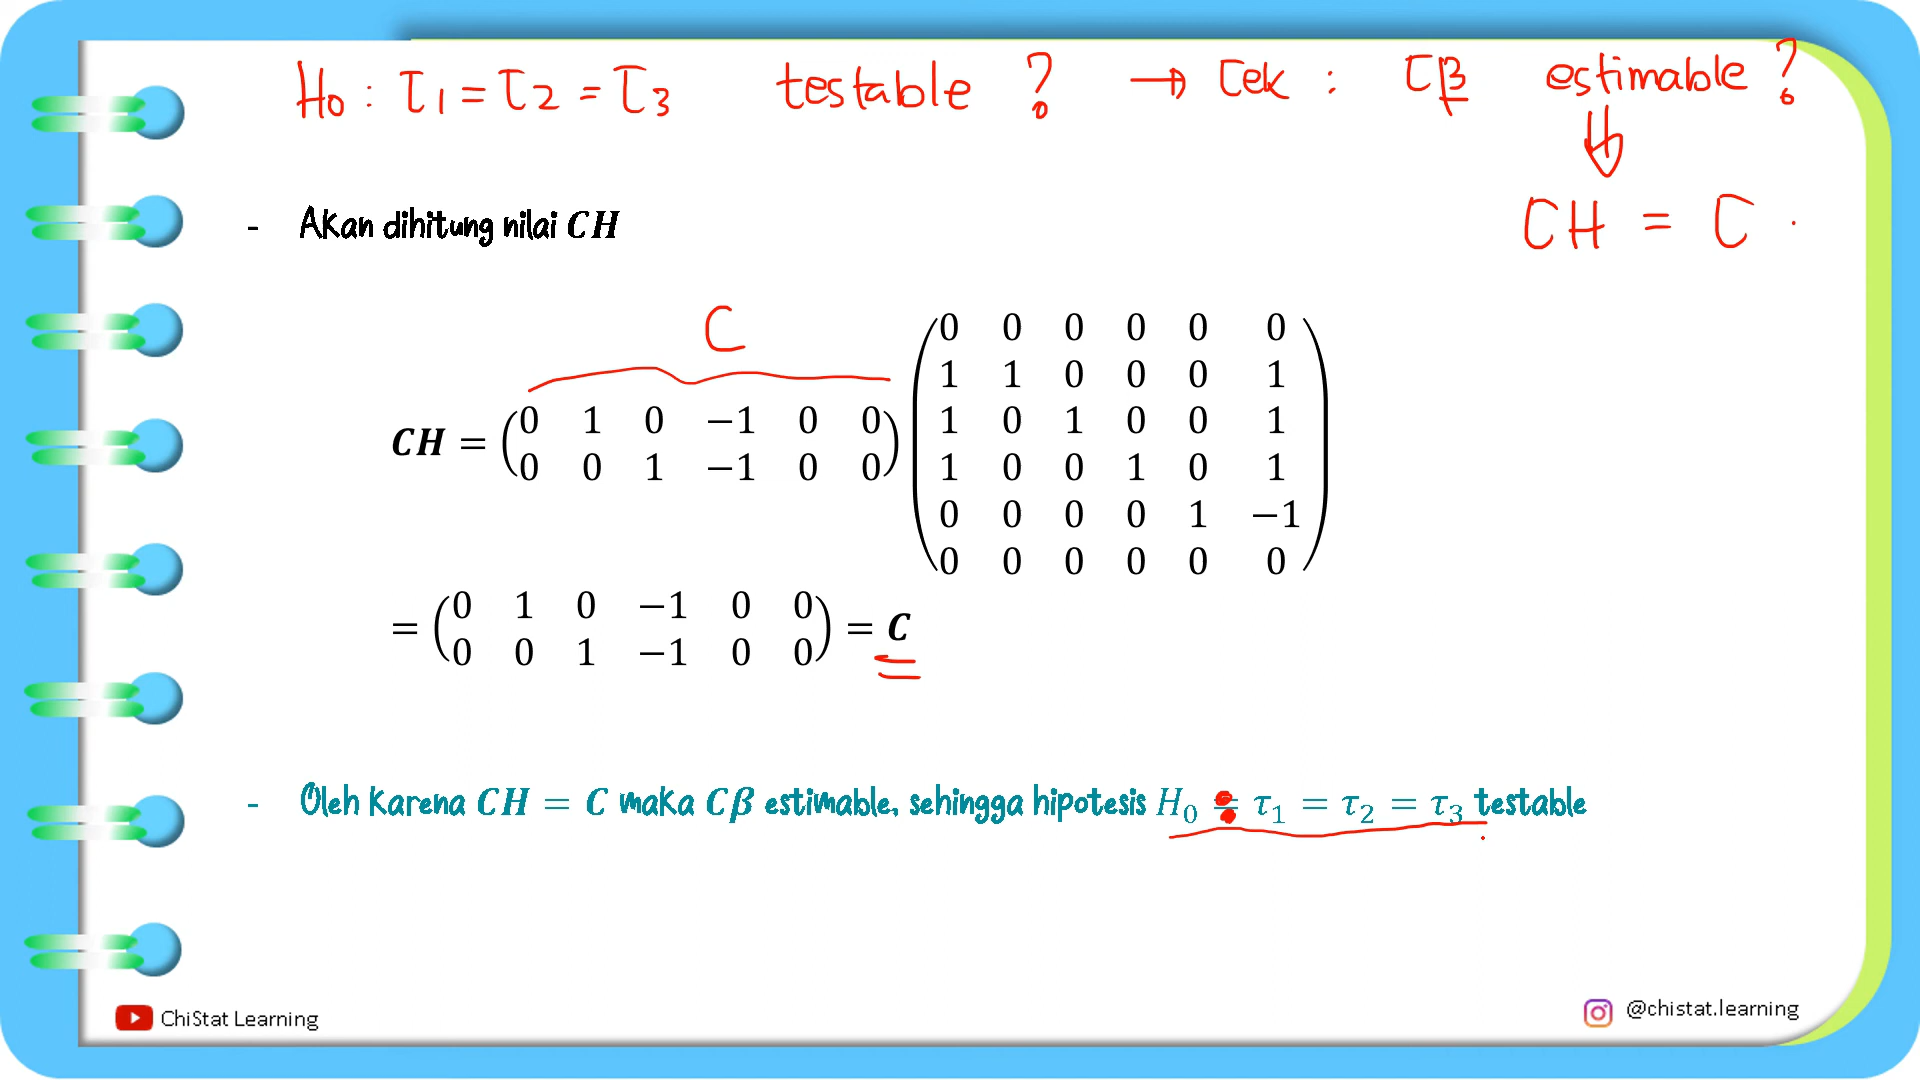 H₀ : τ₁ = τ₂ = τ₃ testable ? → Cek : Cβ estimable ?
CH = C .
- Akan dihitung nilai CH
C
CH = (0 1 0 −1 0 0
0 0 1 −1 0 0) (0 0 0 0 0 0
1 1 0 0 0 1
1 0 1 0 0 1
1 0 0 1 0 1
0 0 0 0 1 −1
0 0 0 0 0 0)
= (0 1 0 −1 0 0
0 0 1 −1 0 0) = C
- Oleh karena CH = C maka Cβ estimable, sehingga hipotesis H₀ : τ₁ = τ₂ = τ₃ testable
ChiStat Learning
@chistat.learning